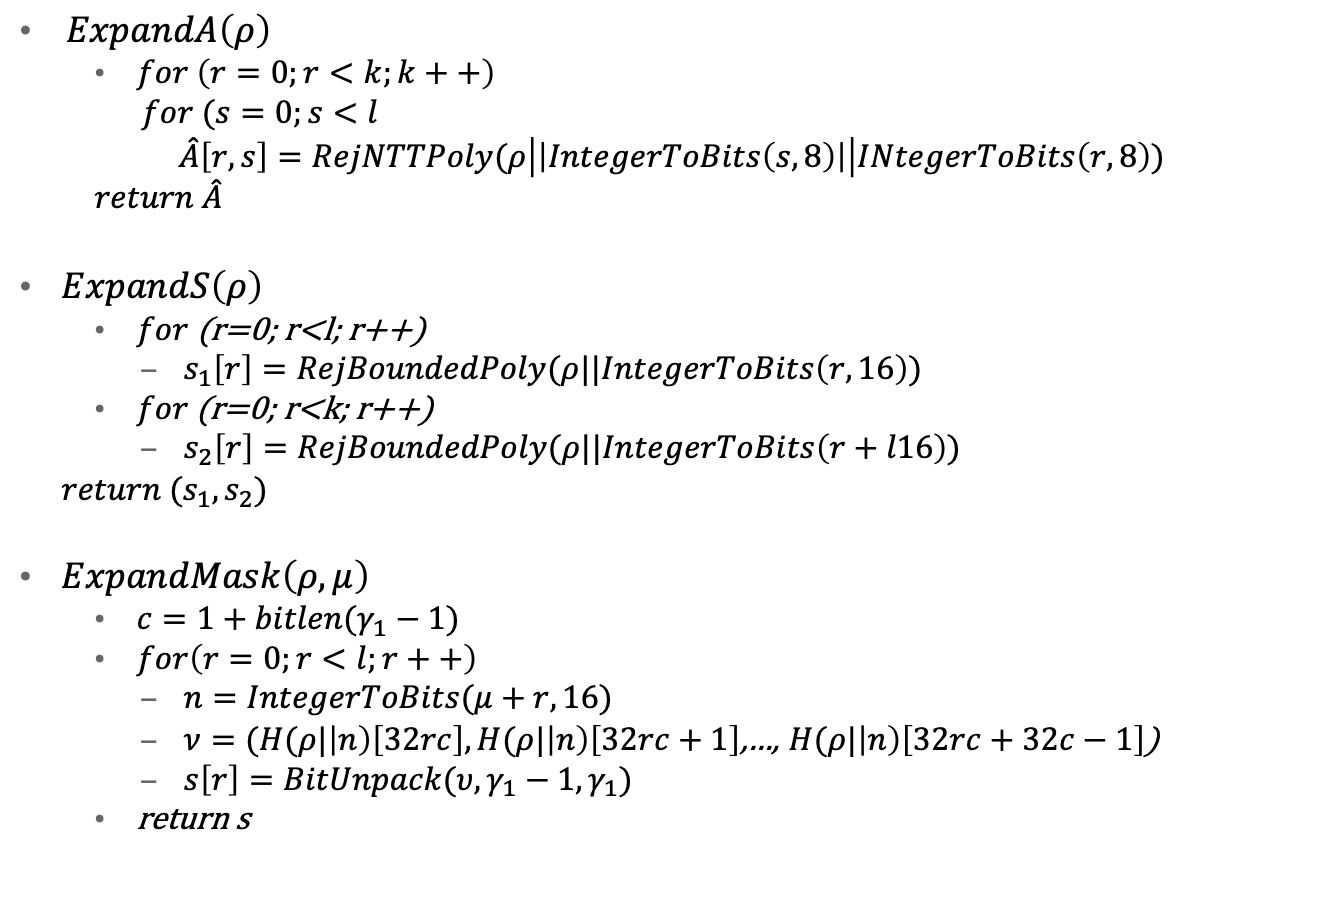 • ExpandA(ρ)
• for (r = 0; r < k; k + +)
for (s = 0; s < l
Â[r, s] = RejNTTPoly(ρ||IntegerToBits(s, 8)||INtegerToBits(r, 8))
return Â
• ExpandS(ρ)
• for (r=0; r<l; r++)
– s₁[r] = RejBoundedPoly(ρ||IntegerToBits(r, 16))
• for (r=0; r<k; r++)
– s₂[r] = RejBoundedPoly(ρ||IntegerToBits(r + l16))
return (s₁, s₂)
• ExpandMask(ρ, μ)
• c = 1 + bitlen(γ₁ − 1)
• for(r = 0; r < l; r + +)
– n = IntegerToBits(μ + r, 16)
– ν = (H(ρ||n)[32rc], H(ρ||n)[32rc + 1],..., H(ρ||n)[32rc + 32c − 1])
– s[r] = BitUnpack(υ, γ₁ − 1, γ₁)
• return s